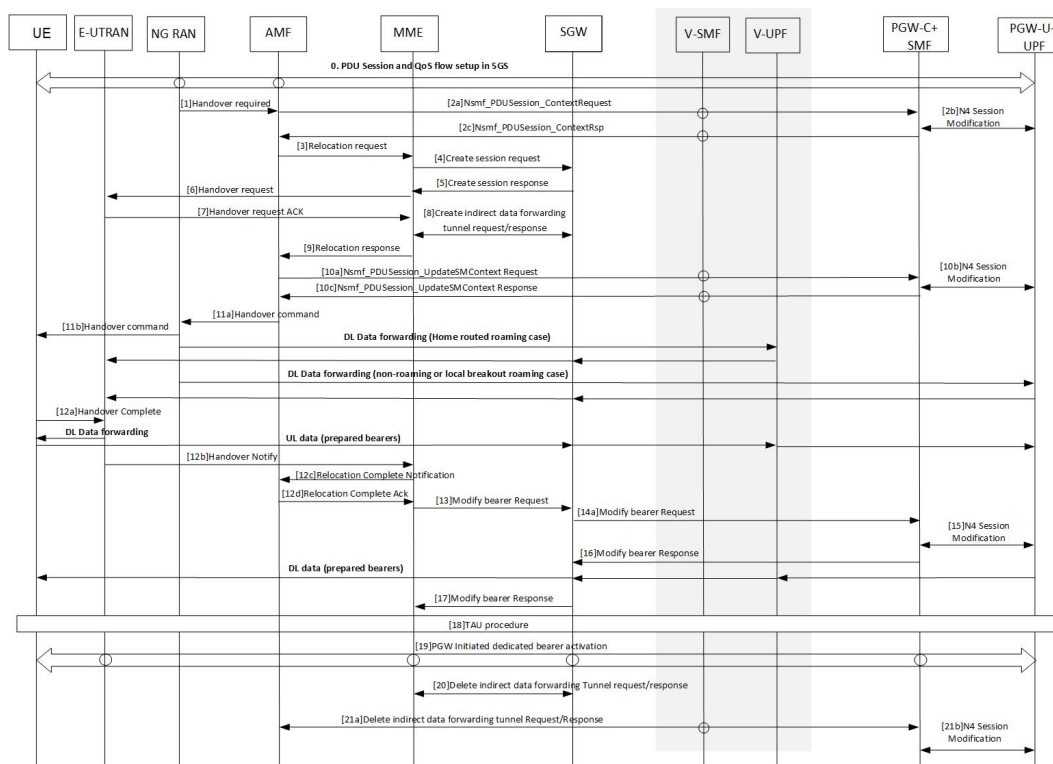 UE
E-UTRAN
NG RAN
AMF
MME
SGW
V-SMF
V-UPF
PGW-C+
SMF
PGW-U+
UPF
0. PDU Session and QoS flow setup in 5GS
[1]Handover required
[2a]Nsmf_PDUSession_ContextRequest
[2b]N4 Session
Modification
[2c]Nsmf_PDUSession_ContextRsp
[3]Relocation request
[4]Create session request
[5]Create session response
[6]Handover request
[7]Handover request ACK
[8]Create indirect data forwarding
tunnel request/response
[9]Relocation response
[10a]Nsmf_PDUSession_UpdateSMContext Request
[10b]N4 Session
Modification
[10c]Nsmf_PDUSession_UpdateSMContext Response
[11a]Handover command
[11b]Handover command
DL Data forwarding (Home routed roaming case)
DL Data forwarding (non-roaming or local breakout roaming case)
[12a]Handover Complete
DL Data forwarding
UL data (prepared bearers)
[12b]Handover Notify
[12c]Relocation Complete Notification
[12d]Relocation Complete Ack
[13]Modify bearer Request
[14a]Modify bearer Request
[15]N4 Session
Modification
[16]Modify bearer Response
DL data (prepared bearers)
[17]Modify bearer Response
[18]TAU procedure
[19]PGW Initiated dedicated bearer activation
[20]Delete indirect data forwarding Tunnel request/response
[21a]Delete indirect data forwarding tunnel Request/Response
[21b]N4 Session
Modification